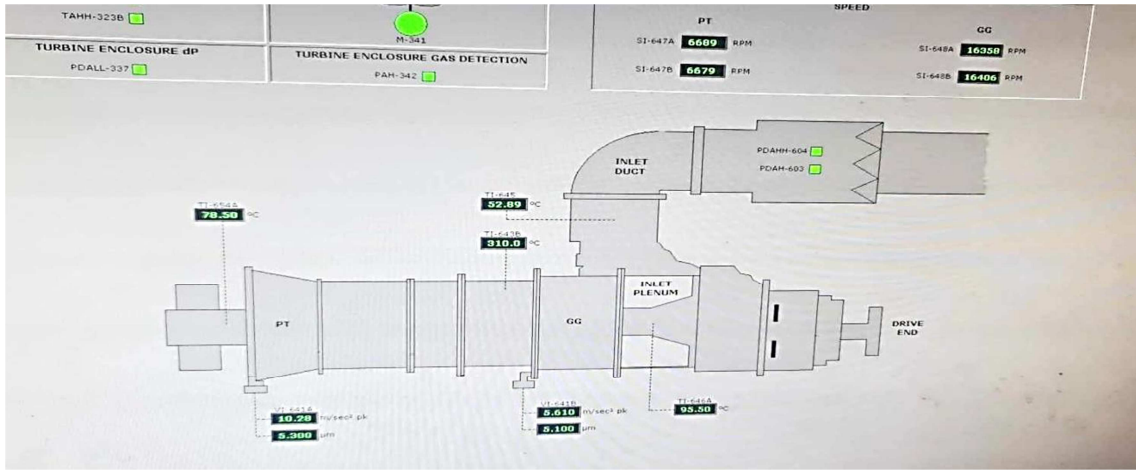 TAHH-323B
M-341
TURBINE ENCLOSURE dP
PDALL-337
TURBINE ENCLOSURE GAS DETECTION
PAH-342
SPEED
PT
GG
SI-647A 6689 RPM
SI-648A 16358 RPM
SI-647B 6679 RPM
SI-648B 16406 RPM
INLET
DUCT
PDAHH-604
PDAH-603
TI-645
52.89 °C
TI-654A
78.50 °C
TI-643B
310.0 °C
INLET
PLENUM
PT
GG
DRIVE
END
VI-641A
10.28 m/sec² pk
5.300 µm
VI-641B
5.610 m/sec² pk
5.100 µm
TI-646A
95.50 °C